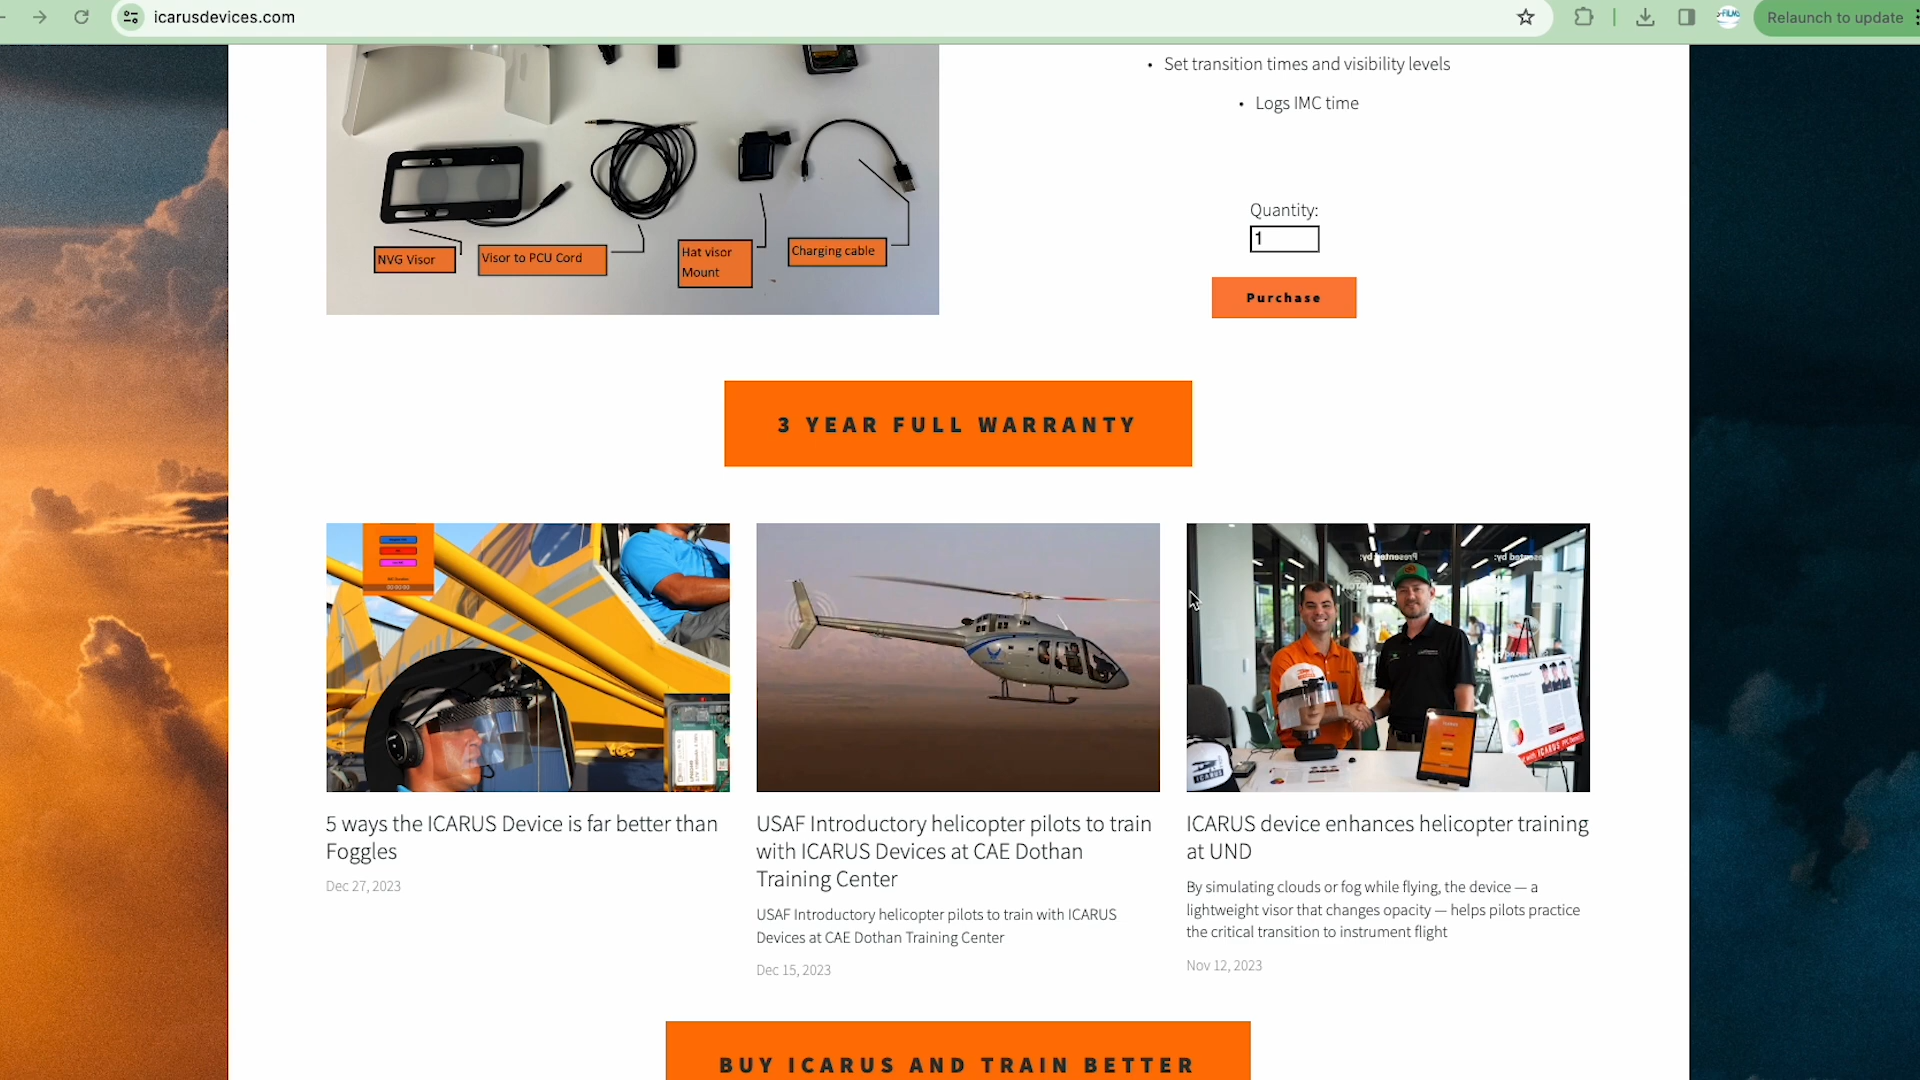 icarusdevices.com
Relaunch to update
• Set transition times and visibility levels
• Logs IMC time
NVG Visor
Visor to PCU Cord
Hat visor
Mount
Charging cable
Quantity:
1
Purchase
3 YEAR FULL WARRANTY
Presented by:
ICARUS
5 ways the ICARUS Device is far better than
Foggles
Dec 27, 2023
USAF Introductory helicopter pilots to train
with ICARUS Devices at CAE Dothan
Training Center
USAF Introductory helicopter pilots to train with ICARUS
Devices at CAE Dothan Training Center
Dec 15, 2023
ICARUS device enhances helicopter training
at UND
By simulating clouds or fog while flying, the device — a
lightweight visor that changes opacity — helps pilots practice
the critical transition to instrument flight
Nov 12, 2023
BUY ICARUS AND TRAIN BETTER